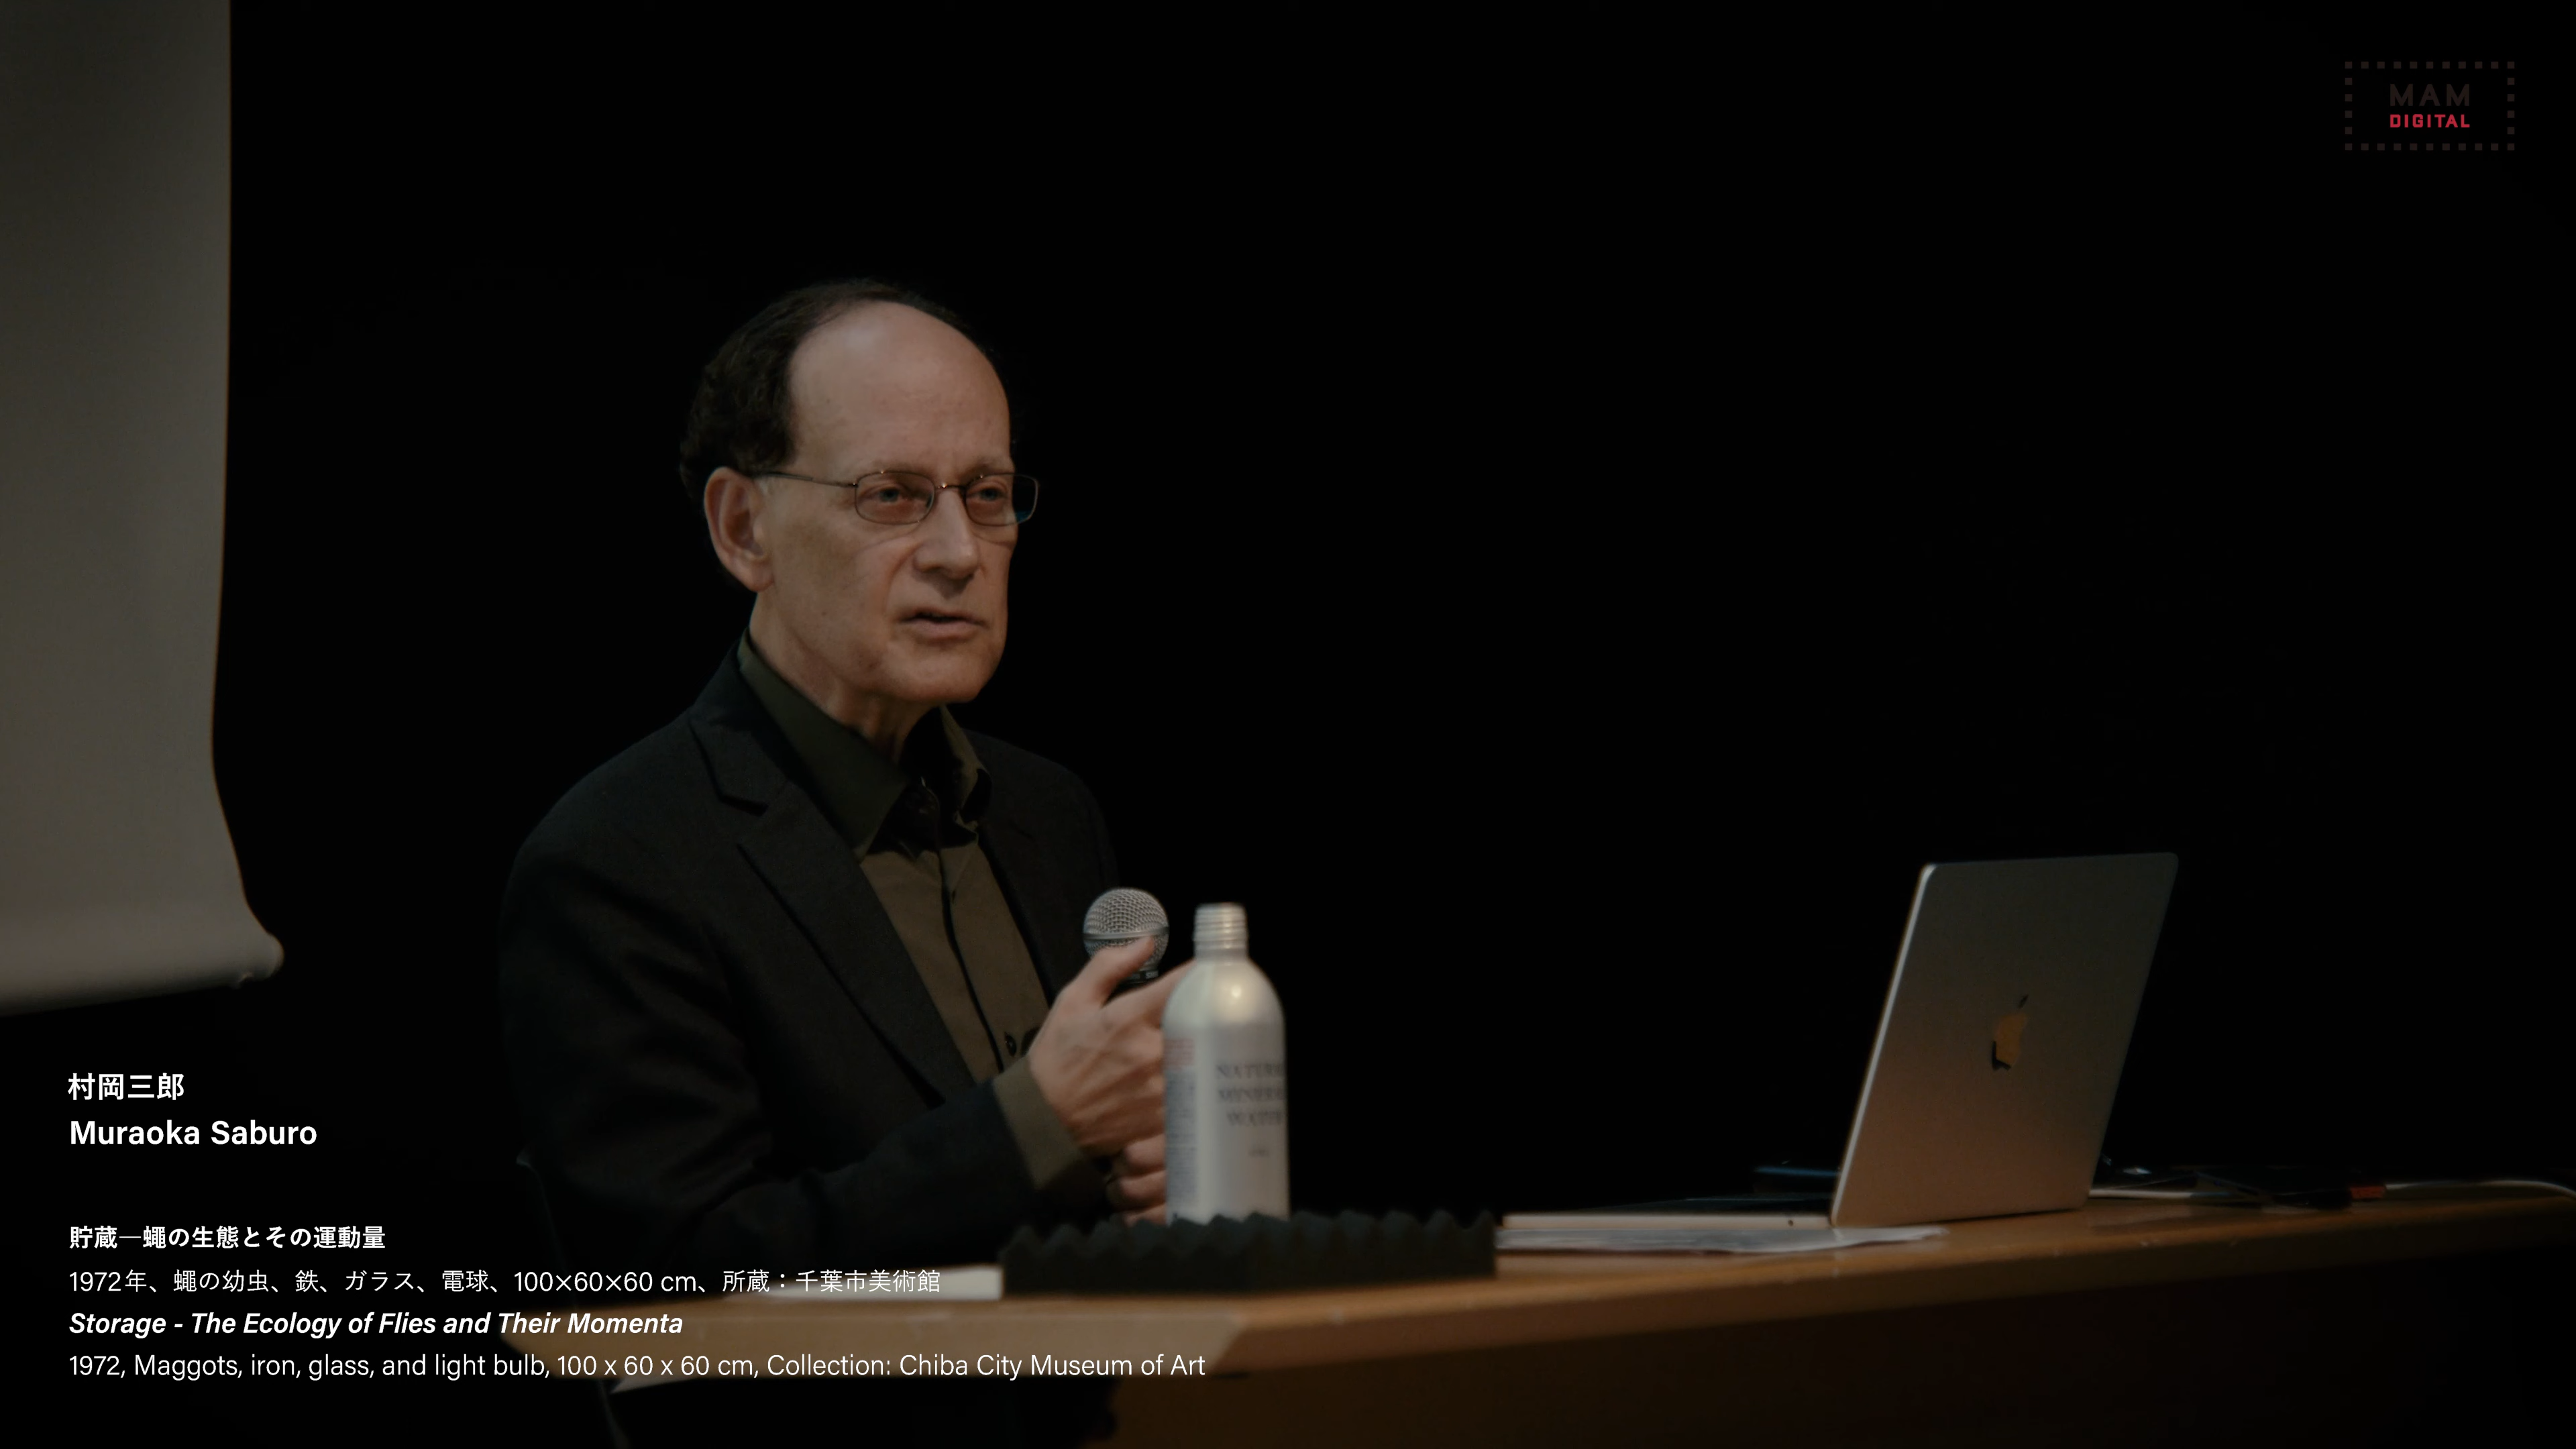 MAM
DIGITAL
NATUR
MINER
WATER
村岡三郎
Muraoka Saburo
貯蔵―蠅の生態とその運動量
1972年、蠅の幼虫、鉄、ガラス、電球、100×60×60 cm、所蔵：千葉市美術館
Storage - The Ecology of Flies and Their Momenta
1972, Maggots, iron, glass, and light bulb, 100 x 60 x 60 cm, Collection: Chiba City Museum of Art